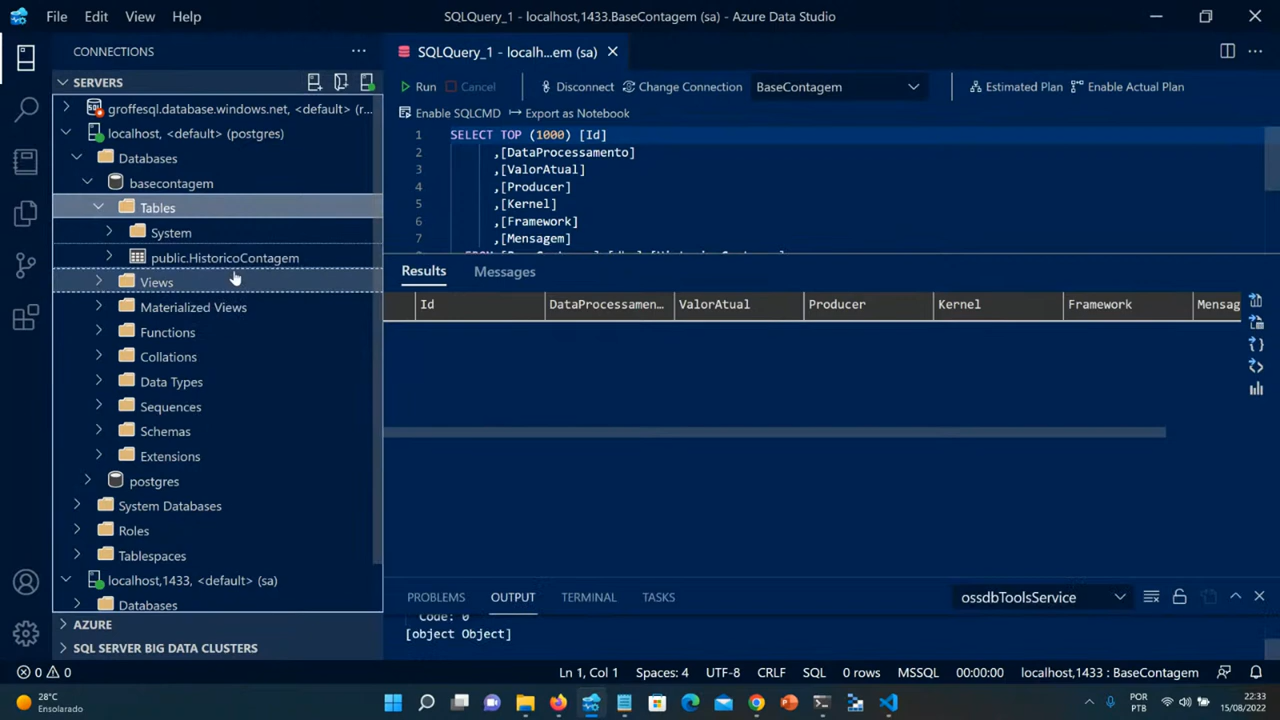 File Edit View Help
SQLQuery_1 - localhost,1433.BaseContagem (sa) - Azure Data Studio
CONNECTIONS
SERVERS
groffesql.database.windows.net, <default> (r...
localhost, <default> (postgres)
Databases
basecontagem
Tables
System
public.HistoricoContagem
Views
Materialized Views
Functions
Collations
Data Types
Sequences
Schemas
Extensions
postgres
System Databases
Roles
Tablespaces
localhost,1433, <default> (sa)
Databases
AZURE
SQL SERVER BIG DATA CLUSTERS
SQLQuery_1 - localh...em (sa)
Run Cancel Disconnect Change Connection BaseContagem Estimated Plan Enable Actual Plan
Enable SQLCMD Export as Notebook
1 SELECT TOP (1000) [Id]
2 ,[DataProcessamento]
3 ,[ValorAtual]
4 ,[Producer]
5 ,[Kernel]
6 ,[Framework]
7 ,[Mensagem]
Results Messages
Id DataProcessamen... ValorAtual Producer Kernel Framework Mensag
PROBLEMS OUTPUT TERMINAL TASKS ossdbToolsService
Code: 0
[object Object]
0 0 Ln 1, Col 1 Spaces: 4 UTF-8 CRLF SQL 0 rows MSSQL 00:00:00 localhost,1433 : BaseContagem
28°C
Ensolarado
POR
PTB
22:33
15/08/2022